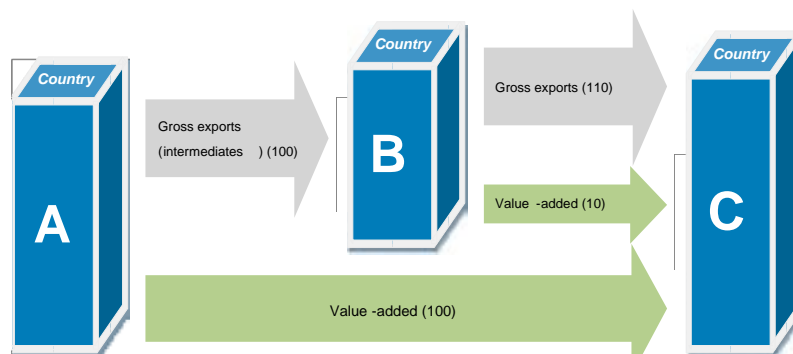 Country
A
Gross exports
(intermediates ) (100)
Country
B
Gross exports (110)
Value -added (10)
Country
C
Value -added (100)